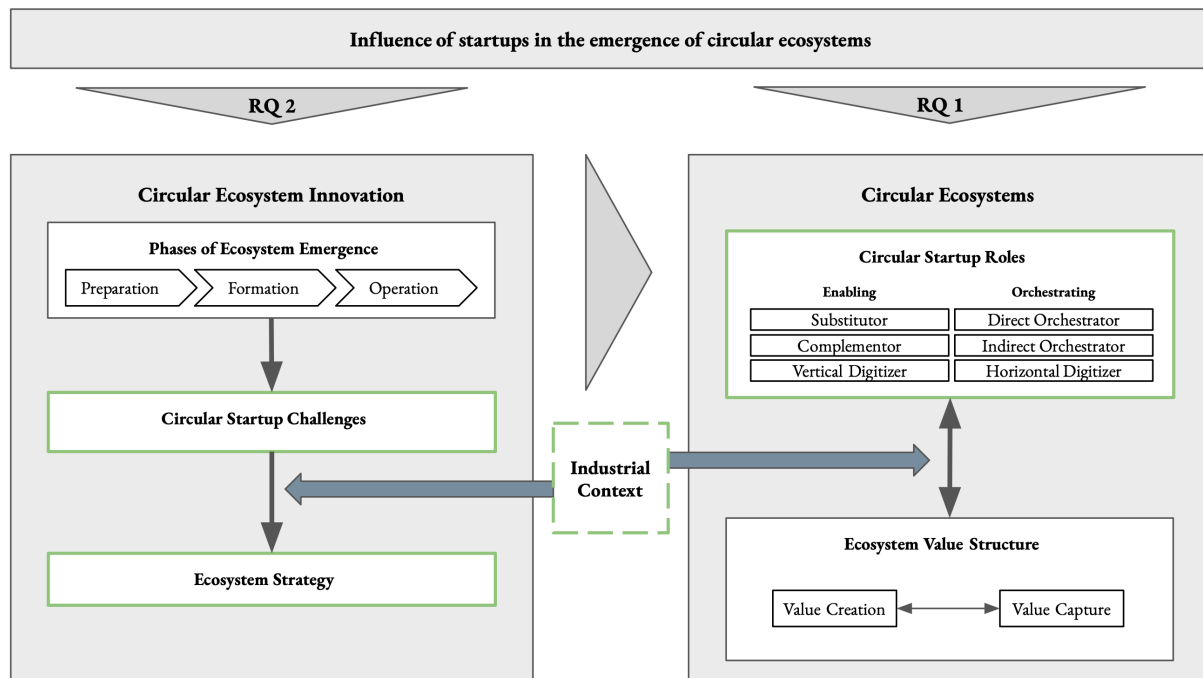 Influence of startups in the emergence of circular ecosystems
RQ 2
RQ 1
Circular Ecosystem Innovation
Phases of Ecosystem Emergence
Preparation
Formation
Operation
Circular Startup Challenges
Ecosystem Strategy
Industrial
Context
Circular Ecosystems
Circular Startup Roles
Enabling
Orchestrating
Substitutor
Direct Orchestrator
Complementor
Indirect Orchestrator
Vertical Digitizer
Horizontal Digitizer
Ecosystem Value Structure
Value Creation
Value Capture